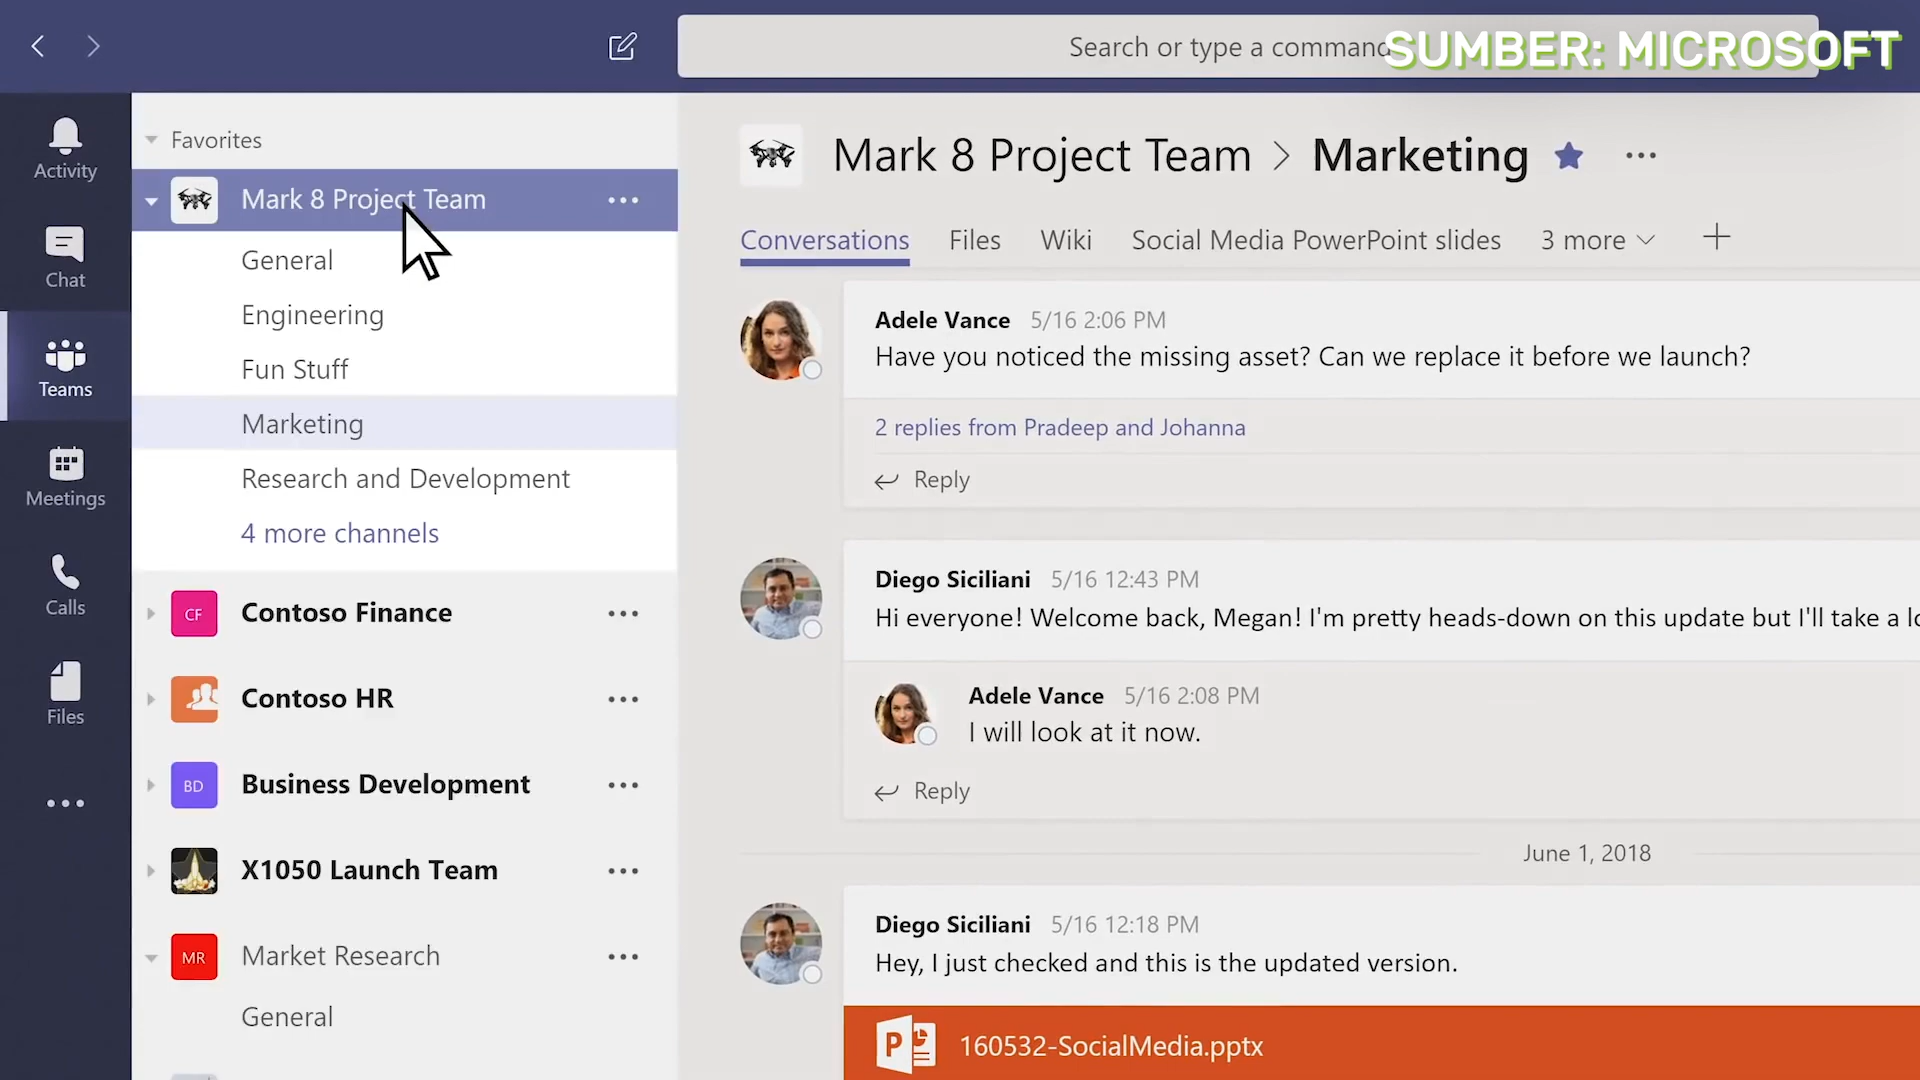 Search or type a command
SUMBER: MICROSOFT
Activity
Chat
Teams
Meetings
Calls
Files
Favorites
Mark 8 Project Team
General
Engineering
Fun Stuff
Marketing
Research and Development
4 more channels
CF Contoso Finance
Contoso HR
BD Business Development
X1050 Launch Team
MR Market Research
General
Mark 8 Project Team > Marketing
Conversations Files Wiki Social Media PowerPoint slides 3 more
Adele Vance 5/16 2:06 PM
Have you noticed the missing asset? Can we replace it before we launch?
2 replies from Pradeep and Johanna
Reply
Diego Siciliani 5/16 12:43 PM
Hi everyone! Welcome back, Megan! I'm pretty heads-down on this update but I'll take a lo
Adele Vance 5/16 2:08 PM
I will look at it now.
Reply
June 1, 2018
Diego Siciliani 5/16 12:18 PM
Hey, I just checked and this is the updated version.
P 160532-SocialMedia.pptx